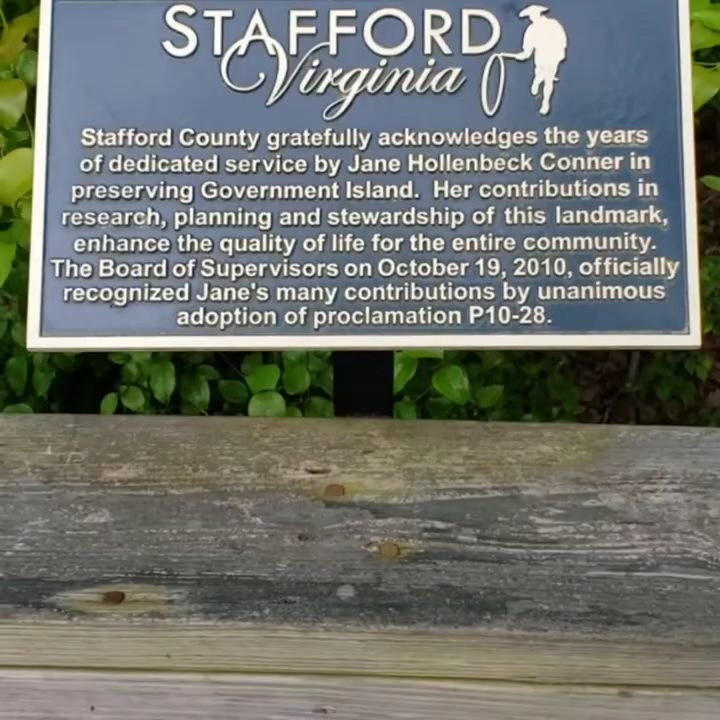 STAFFORD
Virginia
Stafford County gratefully acknowledges the years
of dedicated service by Jane Hollenbeck Conner in
preserving Government Island. Her contributions in
research, planning and stewardship of this landmark,
enhance the quality of life for the entire community.
The Board of Supervisors on October 19, 2010, officially
recognized Jane's many contributions by unanimous
adoption of proclamation P10-28.